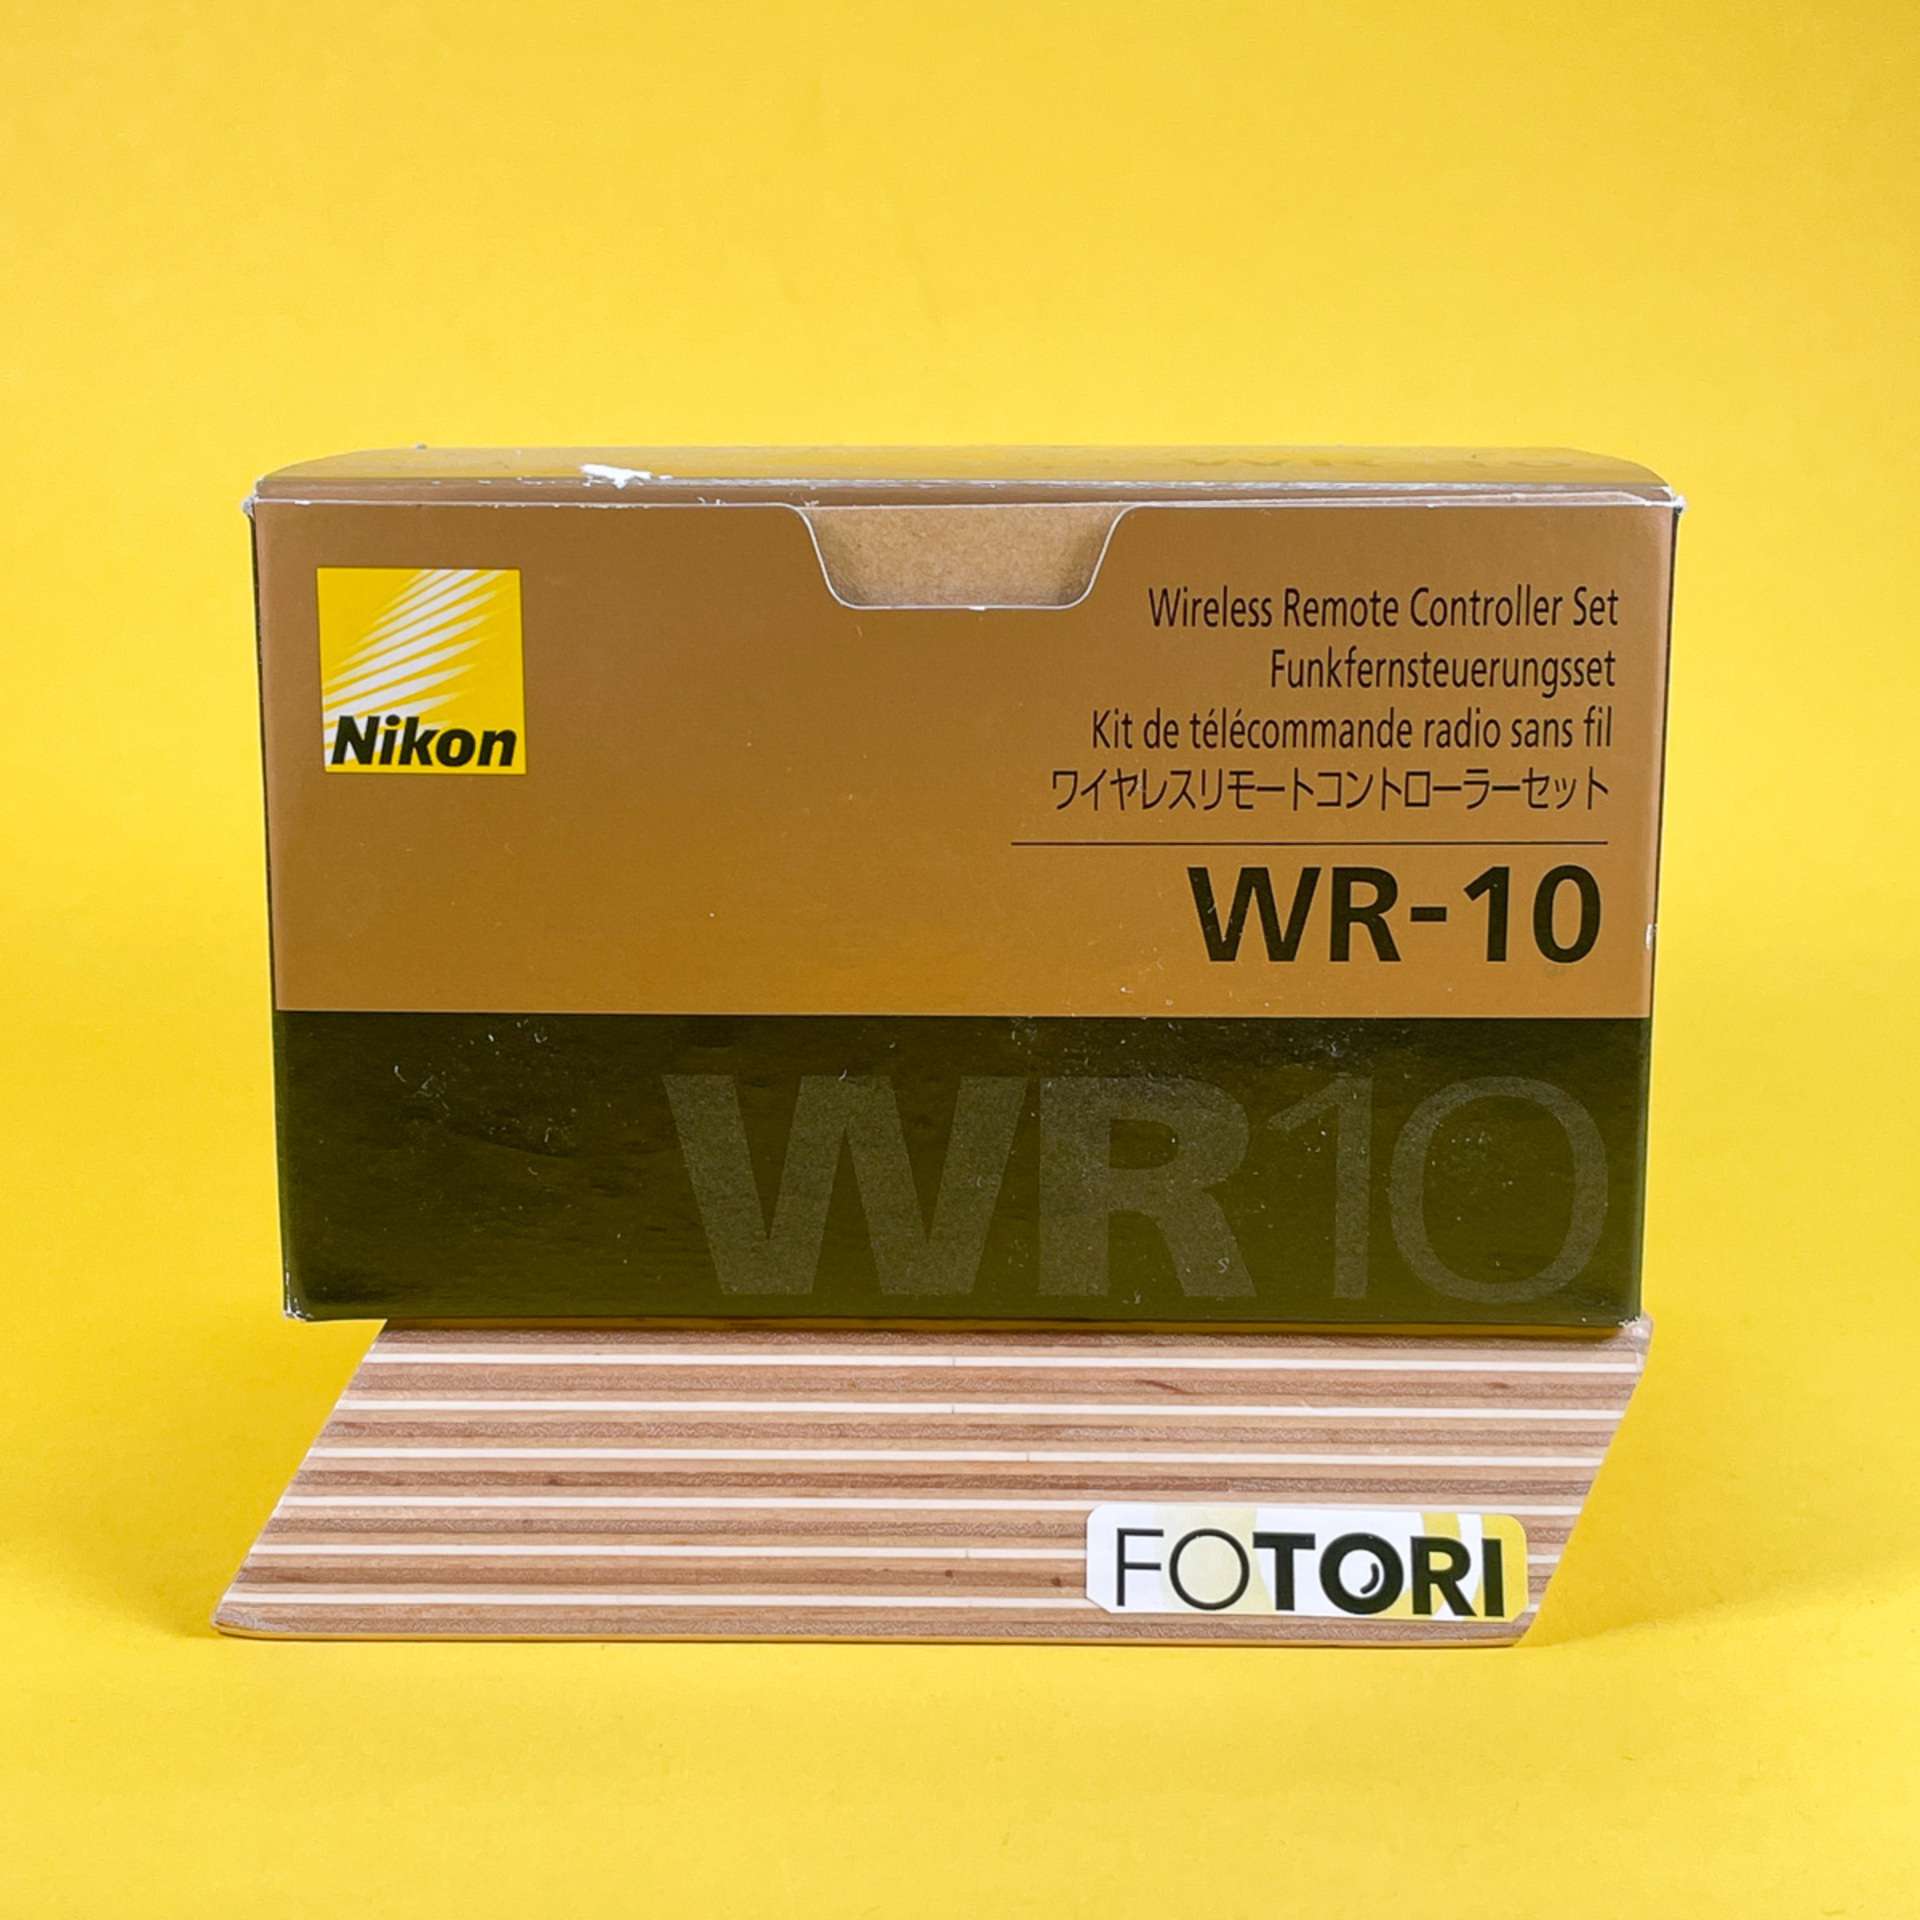 Nikon
Wireless Remote Controller Set
Funkfernsteuerungsset
Kit de télécommande radio sans fil
ワイヤレスリモートコントローラーセット
WR-10
WR10
FOTORI